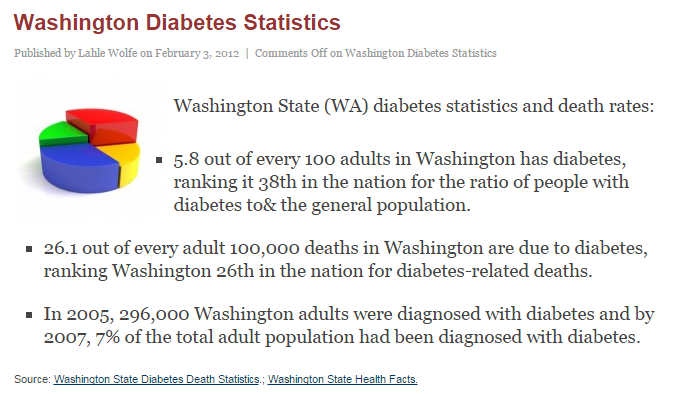 Washington Diabetes Statistics
Published by Lahle Wolfe on February 3, 2012 | Comments Off on Washington Diabetes Statistics
Washington State (WA) diabetes statistics and death rates:
▪ 5.8 out of every 100 adults in Washington has diabetes,
ranking it 38th in the nation for the ratio of people with
diabetes to& the general population.
▪ 26.1 out of every adult 100,000 deaths in Washington are due to diabetes,
ranking Washington 26th in the nation for diabetes-related deaths.
▪ In 2005, 296,000 Washington adults were diagnosed with diabetes and by
2007, 7% of the total adult population had been diagnosed with diabetes.
Source: Washington State Diabetes Death Statistics.; Washington State Health Facts.